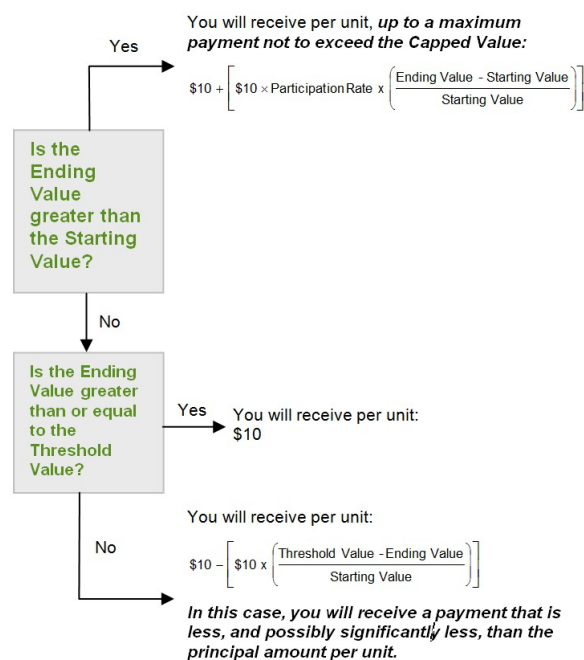 You will receive per unit, up to a maximum
payment not to exceed the Capped Value:
Yes
$10 + [ $10 × Participation Rate x ( Ending Value - Starting Value / Starting Value ) ]
Is the
Ending
Value
greater than
the Starting
Value?
No
Is the Ending
Value greater
than or equal
to the
Threshold
Value?
Yes
You will receive per unit:
$10
You will receive per unit:
No
$10 – [ $10 x ( Threshold Value - Ending Value / Starting Value ) ]
In this case, you will receive a payment that is
less, and possibly significantly less, than the
principal amount per unit.